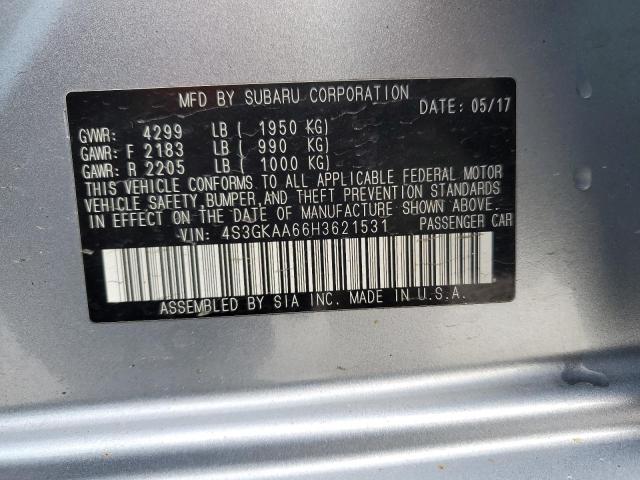 MFD BY SUBARU CORPORATION
DATE: 05/17
GVWR: 4299 LB ( 1950 KG)
GAWR: F 2183 LB ( 990 KG)
GAWR: R 2205 LB ( 1000 KG)
THIS VEHICLE CONFORMS TO ALL APPLICABLE FEDERAL MOTOR
VEHICLE SAFETY, BUMPER, AND THEFT PREVENTION STANDARDS
IN EFFECT ON THE DATE OF MANUFACTURE SHOWN ABOVE.
VIN: 4S3GKAA66H3621531 PASSENGER CAR
ASSEMBLED BY SIA INC. MADE IN U.S.A.